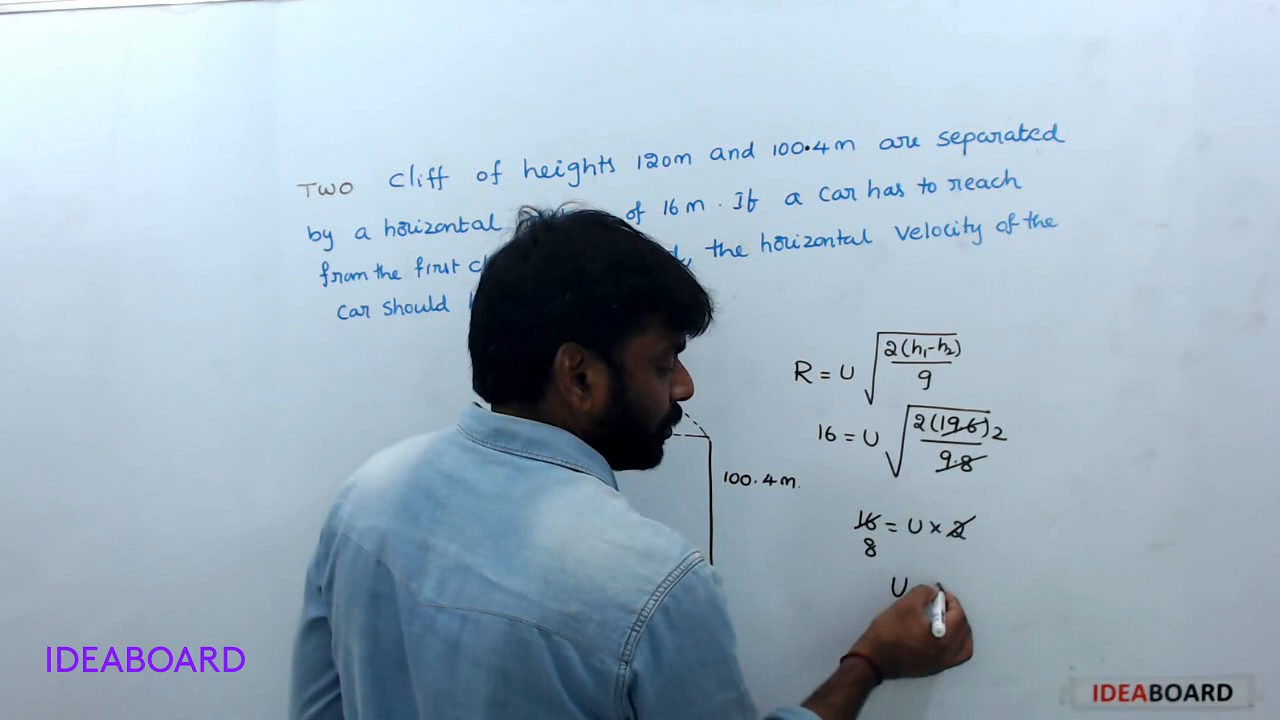 TWO cliff of heights 120m and 100.4m are separated
by a horizontal of 16m. If a car has to reach
from the first the horizontal velocity of the
car should
R = U √2(h1-h2)/g
16 = U √2(19.6)2/9.8
100.4m.
16 = U × 2
8
U
IDEABOARD
IDEABOARD